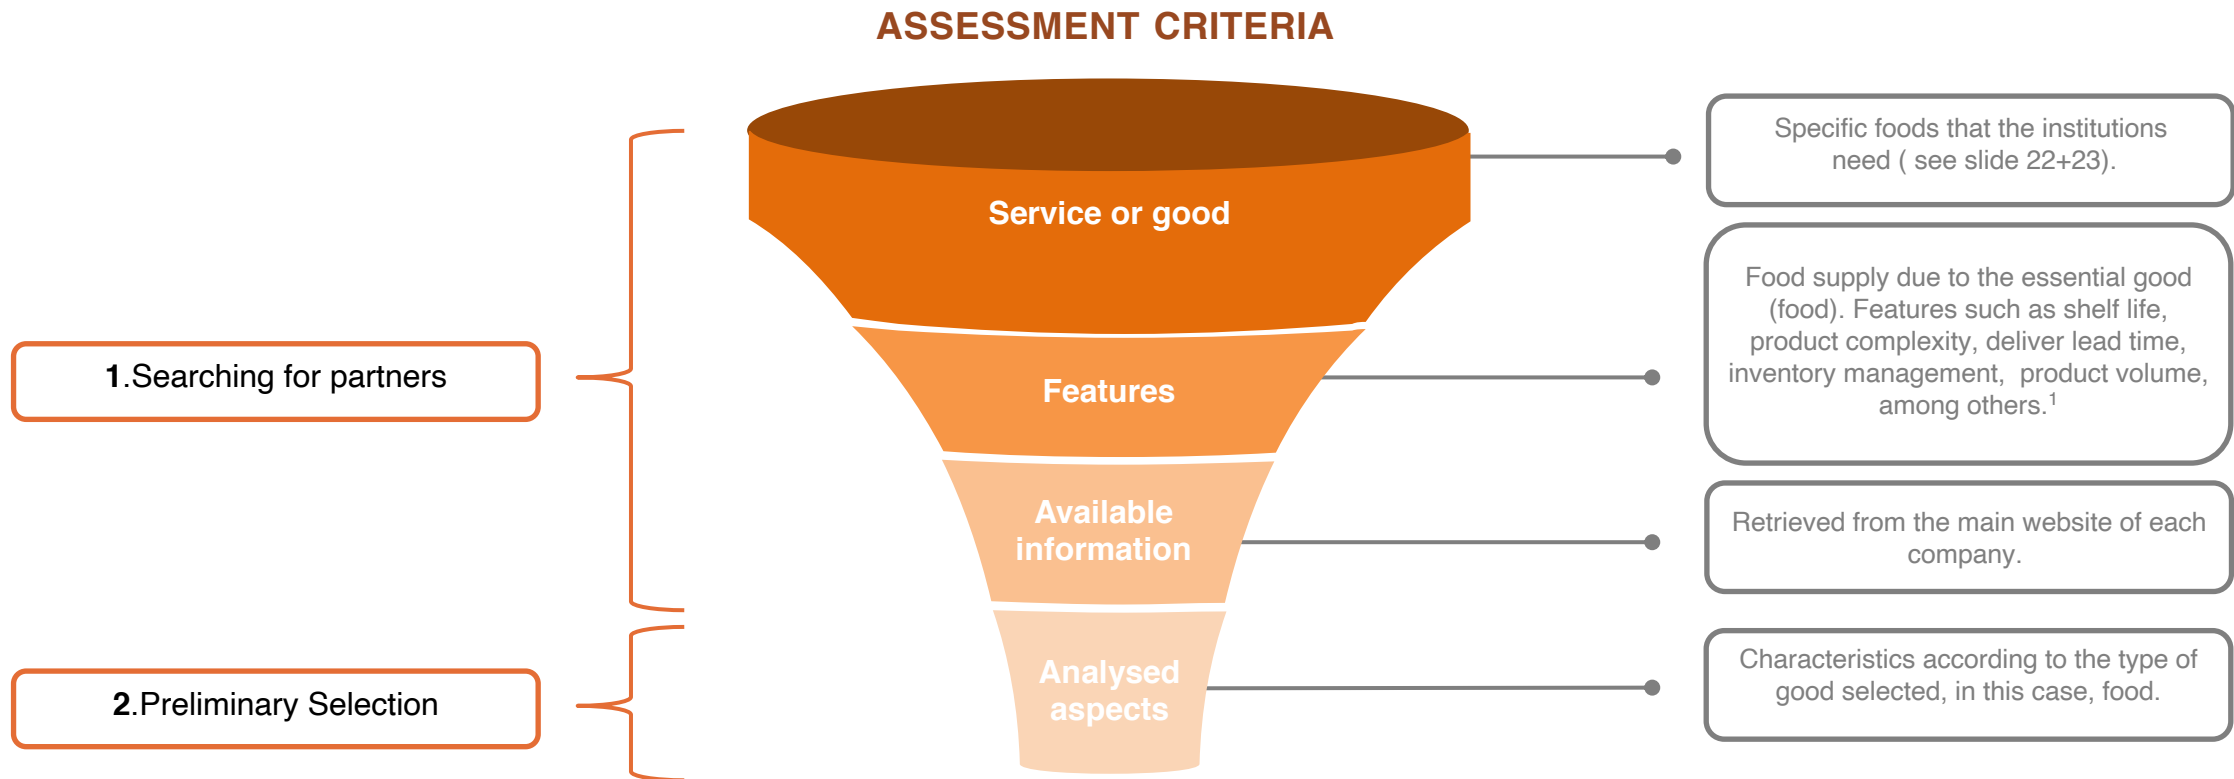 ASSESSMENT CRITERIA
Service or good
Features
Available
information
Analysed
aspects
1.Searching for partners
2.Preliminary Selection
Specific foods that the institutions
need ( see slide 22+23).
Food supply due to the essential good
(food). Features such as shelf life,
product complexity, deliver lead time,
inventory management, product volume,
among others.1
Retrieved from the main website of each
company.
Characteristics according to the type of
good selected, in this case, food.